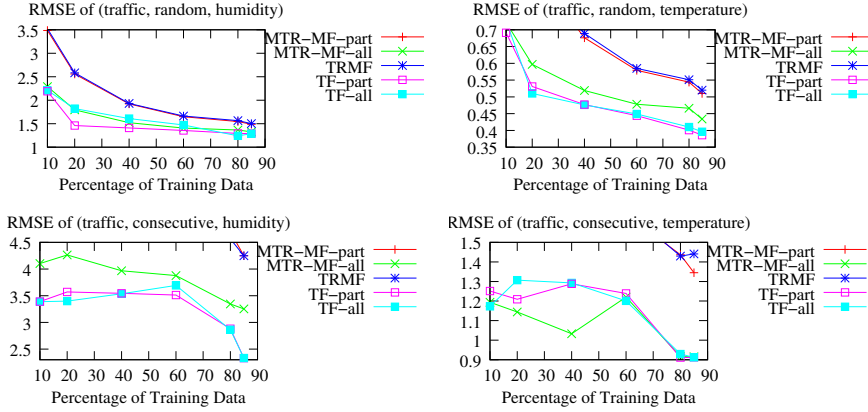 RMSE of (traffic, random, humidity)
3.5
3
2.5
2
1.5
1
10 20 30 40 50 60 70 80 90
Percentage of Training Data
MTR-MF-part
MTR-MF-all
TRMF
TF-part
TF-all
RMSE of (traffic, random, temperature)
0.7
0.65
0.6
0.55
0.5
0.45
0.4
0.35
10 20 30 40 50 60 70 80 90
Percentage of Training Data
MTR-MF-part
MTR-MF-all
TRMF
TF-part
TF-all
RMSE of (traffic, consecutive, humidity)
4.5
4
3.5
3
2.5
10 20 30 40 50 60 70 80 90
Percentage of Training Data
MTR-MF-part
MTR-MF-all
TRMF
TF-part
TF-all
RMSE of (traffic, consecutive, temperature)
1.5
1.4
1.3
1.2
1.1
1
0.9
10 20 30 40 50 60 70 80 90
Percentage of Training Data
MTR-MF-part
MTR-MF-all
TRMF
TF-part
TF-all